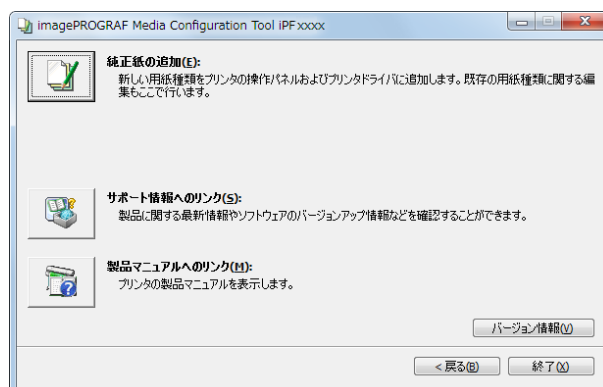 imagePROGRAF Media Configuration Tool iPFxxxx
純正紙の追加(E):
新しい用紙種類をプリンタの操作パネルおよびプリンタドライバに追加します。既存の用紙種類に関する編
集もここで行います。
サポート情報へのリンク(S):
製品に関する最新情報やソフトウェアのバージョンアップ情報などを確認することができます。
製品マニュアルへのリンク(M):
プリンタの製品マニュアルを表示します。
バージョン情報(V)
< 戻る(B)
終了(X)